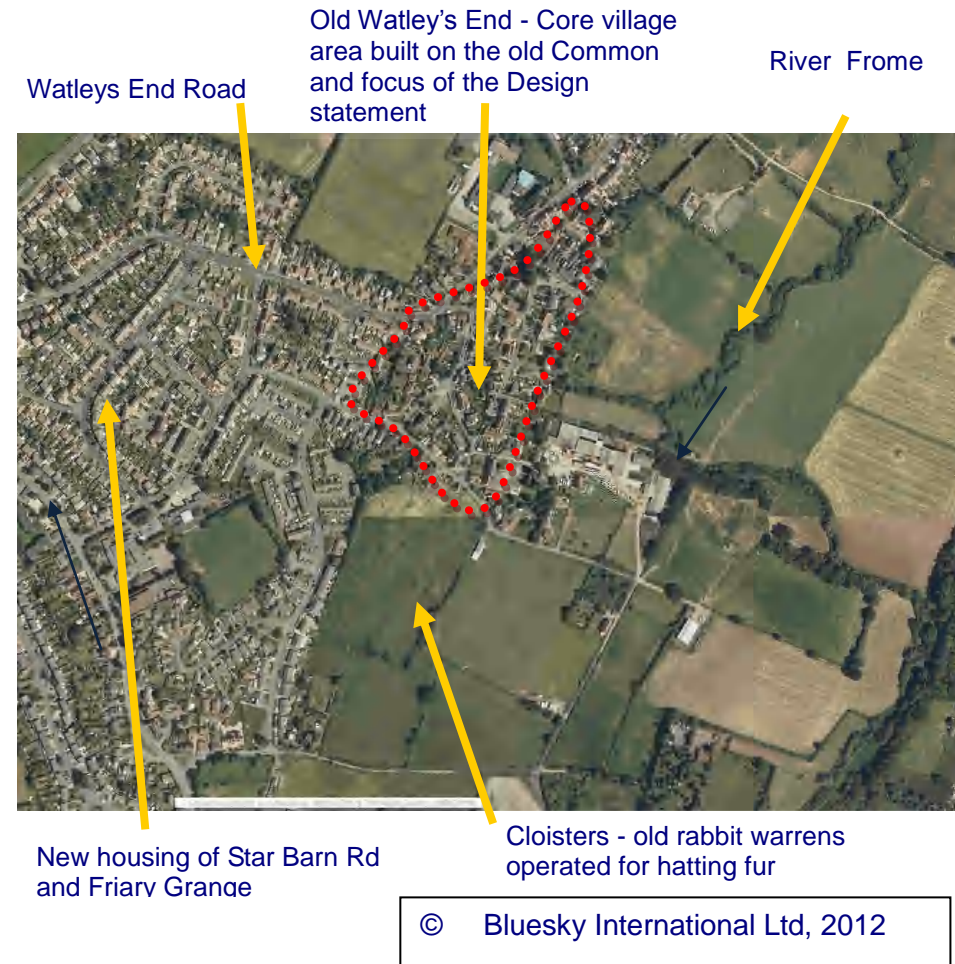 Old Watley's End - Core village
area built on the old Common
and focus of the Design
statement
River Frome
Watleys End Road
New housing of Star Barn Rd
and Friary Grange
Cloisters - old rabbit warrens
operated for hatting fur
© Bluesky International Ltd, 2012